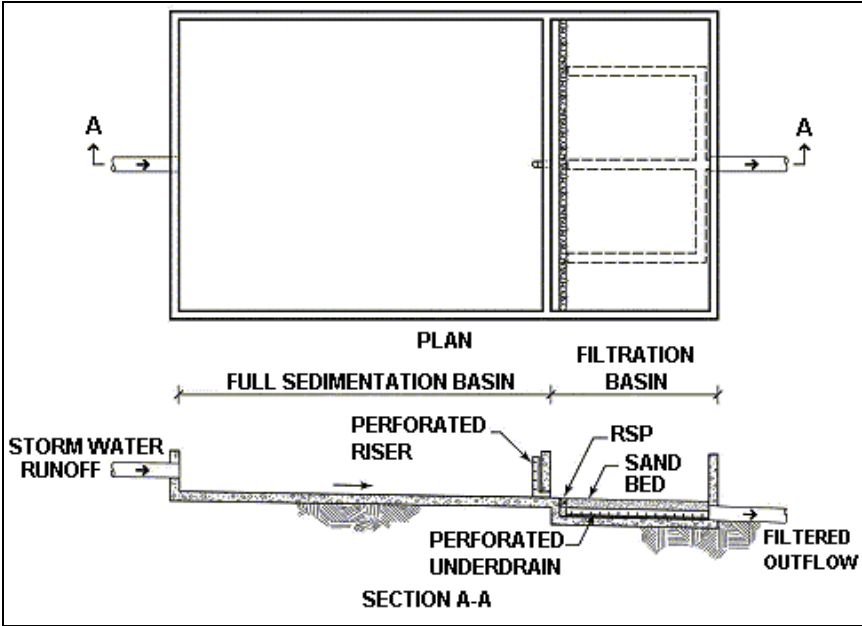 A
A
PLAN
FULL SEDIMENTATION BASIN
FILTRATION
BASIN
STORM WATER
RUNOFF
PERFORATED
RISER
RSP
SAND
BED
PERFORATED
UNDERDRAIN
FILTERED
OUTFLOW
SECTION A-A